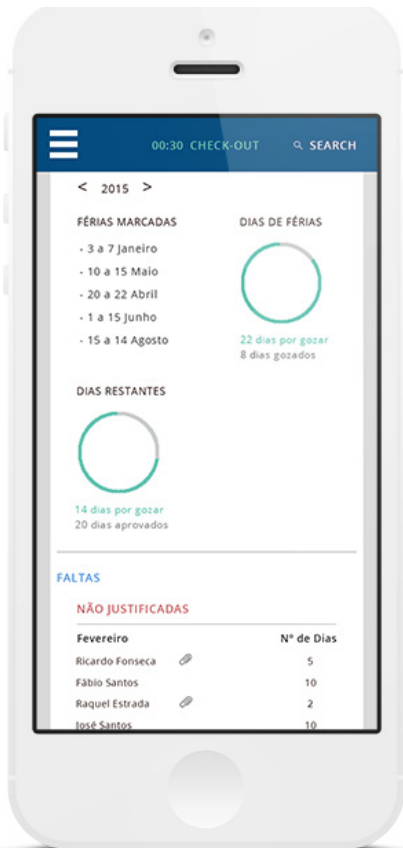 00:30 CHECK-OUT SEARCH
< 2015 >
FÉRIAS MARCADAS
- 3 a 7 Janeiro
- 10 a 15 Maio
- 20 a 22 Abril
- 1 a 15 Junho
- 15 a 14 Agosto
DIAS DE FÉRIAS
22 dias por gozar
8 dias gozados
DIAS RESTANTES
14 dias por gozar
20 dias aprovados
FALTAS
NÃO JUSTIFICADAS
Fevereiro Nº de Dias
Ricardo Fonseca 5
Fábio Santos 10
Raquel Estrada 2
José Santos 10